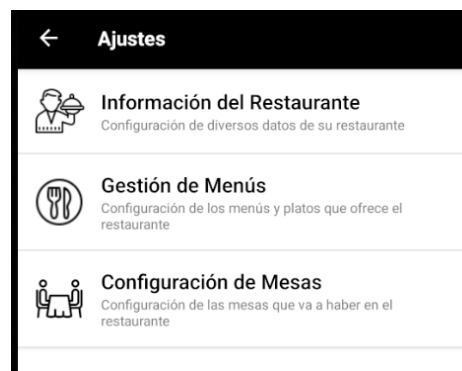 Ajustes
Información del Restaurante
Configuración de diversos datos de su restaurante
Gestión de Menús
Configuración de los menús y platos que ofrece el
restaurante
Configuración de Mesas
Configuración de las mesas que va a haber en el
restaurante